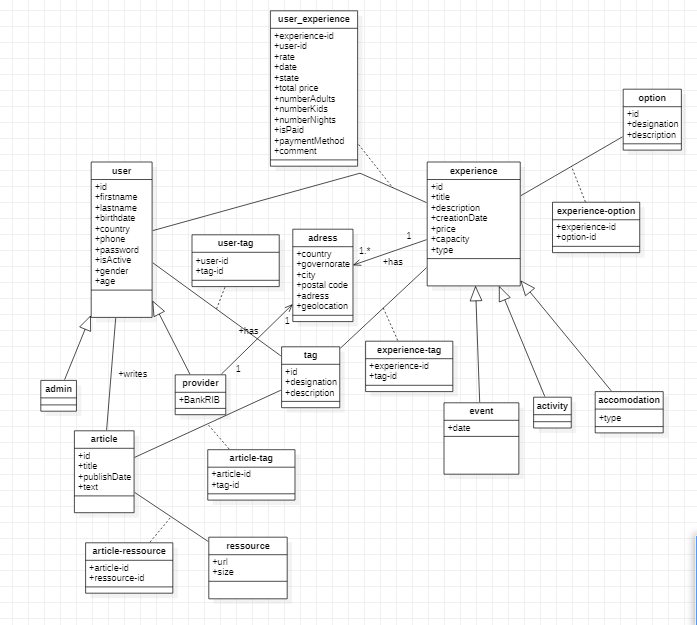 user_experience
+experience-id
+user-id
+rate
+date
+state
+total price
+numberAdults
+numberKids
+numberNights
+isPaid
+paymentMethod
+comment
option
+id
+designation
+description
user
+id
+firstname
+lastname
+birthdate
+country
+phone
+password
+isActive
+gender
+age
experience
+id
+title
+description
+creationDate
+price
+capacity
+type
experience-option
+experience-id
+option-id
user-tag
+user-id
+tag-id
adress
+country
+governorate
+city
+postal code
+adress
+geolocation
1
1.*
+has
+has
1
1
experience-tag
+experience-id
+tag-id
tag
+id
+designation
+description
+writes
admin
provider
+BankRIB
event
+date
activity
accomodation
+type
article
+id
+title
+publishDate
+text
article-tag
+article-id
+tag-id
article-ressource
+article-id
+ressource-id
ressource
+url
+size